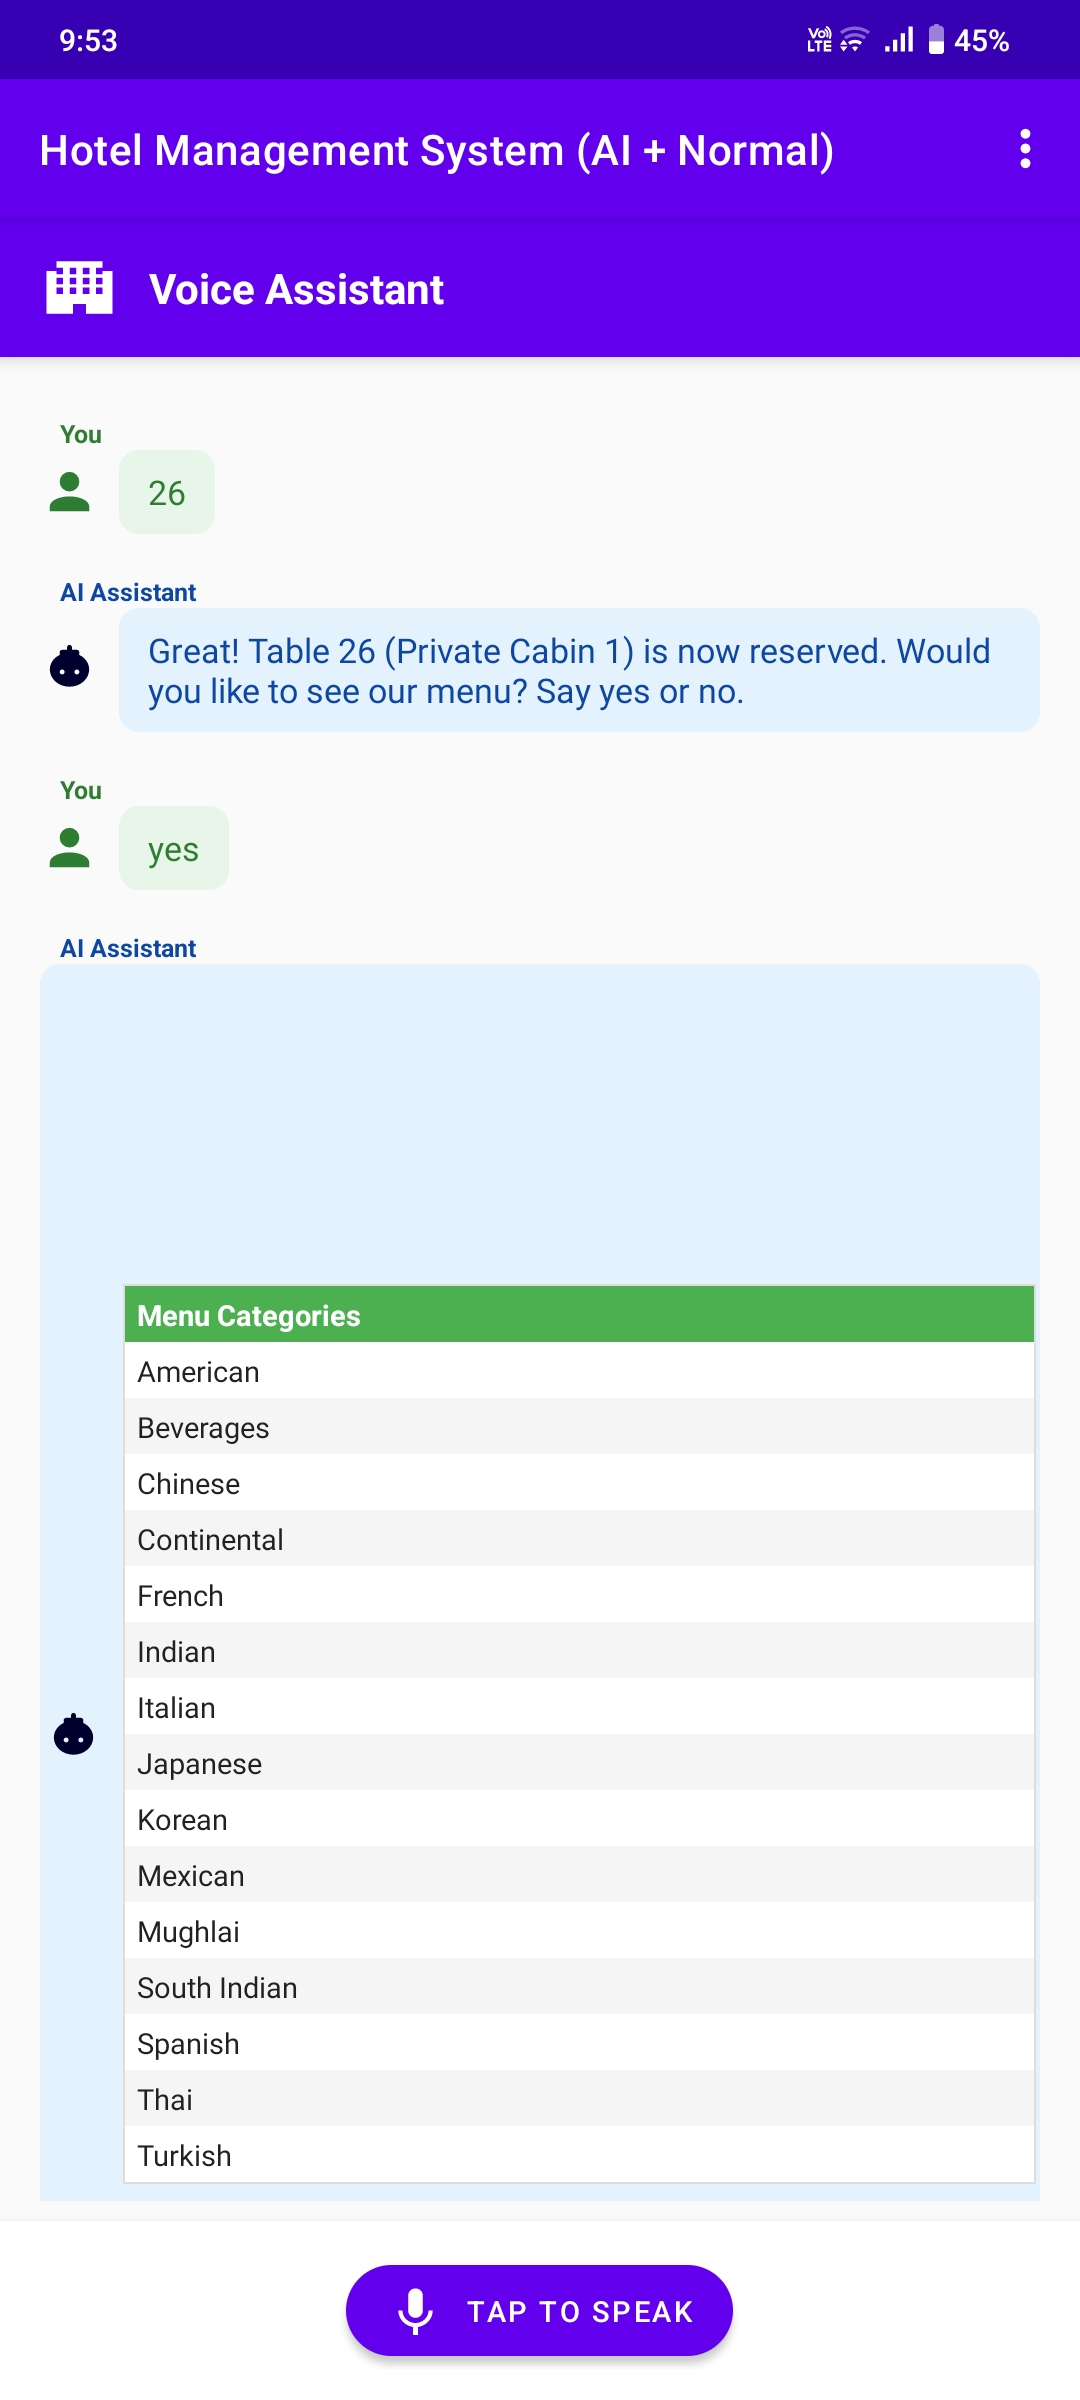 9:53
Vo) LTE 45%
Hotel Management System (AI + Normal)
Voice Assistant
You
26
AI Assistant
Great! Table 26 (Private Cabin 1) is now reserved. Would
you like to see our menu? Say yes or no.
You
yes
AI Assistant
Menu Categories
American
Beverages
Chinese
Continental
French
Indian
Italian
Japanese
Korean
Mexican
Mughlai
South Indian
Spanish
Thai
Turkish
TAP TO SPEAK